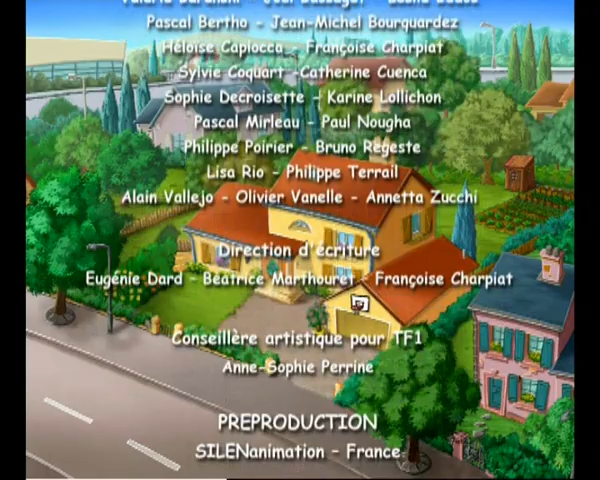 Pascal Bertho - Jean-Michel Bourquardez
Héloïse Capiocca - Françoise Charpiat
Sylvie Coquart -Catherine Cuenca
Sophie Decroisette - Karine Lollichon
Pascal Mirleau - Paul Nougha
Philippe Poirier - Bruno Regeste
Lisa Rio - Philippe Terrail
Alain Vallejo - Olivier Vanelle - Annetta Zucchi
Direction d'écriture
Eugénie Dard - Béatrice Marthouret - Françoise Charpiat
Conseillère artistique pour TF1
Anne-Sophie Perrine
PREPRODUCTION
SILENanimation - France